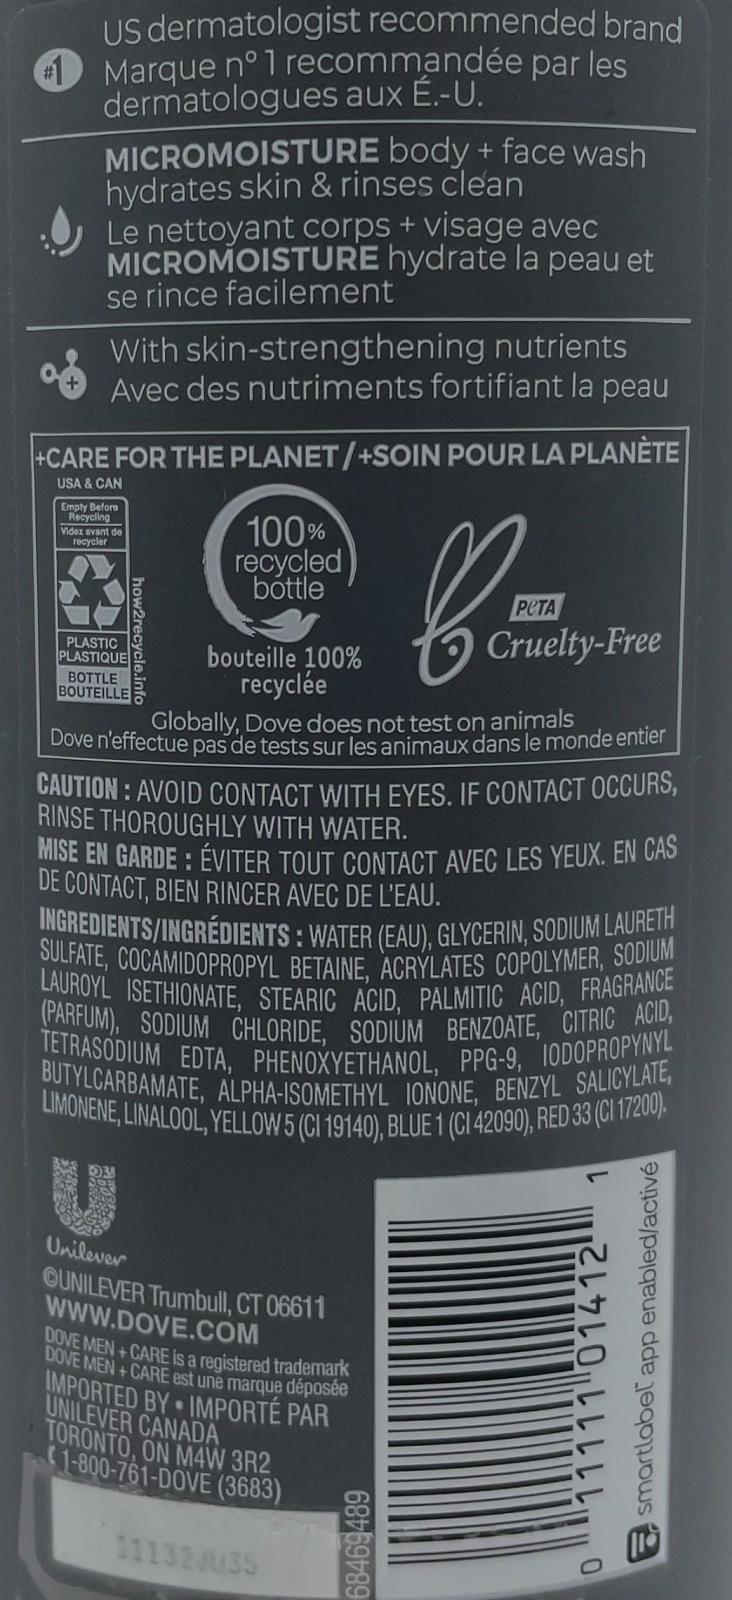 US dermatologist recommended brand
#1
Marque n° 1 recommandée par les
dermatologues aux É.-U.
MICROMOISTURE body + face wash
hydrates skin & rinses clean
Le nettoyant corps + visage avec
MICROMOISTURE hydrate la peau et
se rince facilement
With skin-strengthening nutrients
Avec des nutriments fortifiant la peau
+CARE FOR THE PLANET / +SOIN POUR LA PLANÈTE
USA & CAN
Empty Before
Recycling
Videz avant de
recycler
PLASTIC
PLASTIQUE
BOTTLE
BOUTEILLE
how2recycle.info
100%
recycled
bottle
bouteille 100%
recyclée
PETA
Cruelty-Free
Globally, Dove does not test on animals
Dove n'effectue pas de tests sur les animaux dans le monde entier
CAUTION : AVOID CONTACT WITH EYES. IF CONTACT OCCURS,
RINSE THOROUGHLY WITH WATER.
MISE EN GARDE : ÉVITER TOUT CONTACT AVEC LES YEUX. EN CAS
DE CONTACT, BIEN RINCER AVEC DE L'EAU.
INGREDIENTS/INGRÉDIENTS : WATER (EAU), GLYCERIN, SODIUM LAURETH
SULFATE, COCAMIDOPROPYL BETAINE, ACRYLATES COPOLYMER, SODIUM
LAUROYL ISETHIONATE, STEARIC ACID, PALMITIC ACID, FRAGRANCE
(PARFUM), SODIUM CHLORIDE, SODIUM BENZOATE, CITRIC ACID,
TETRASODIUM EDTA, PHENOXYETHANOL, PPG-9, IODOPROPYNYL
BUTYLCARBAMATE, ALPHA-ISOMETHYL IONONE, BENZYL SALICYLATE,
LIMONENE, LINALOOL, YELLOW 5 (CI 19140), BLUE 1 (CI 42090), RED 33 (CI 17200).
Unilever
©UNILEVER Trumbull, CT 06611
WWW.DOVE.COM
DOVE MEN + CARE is a registered trademark
DOVE MEN + CARE est une marque déposée
IMPORTED BY • IMPORTÉ PAR
UNILEVER CANADA
TORONTO, ON M4W 3R2
1-800-761-DOVE (3683)
11132JU35
68469489
0 11111 01412 1
smartlabel app enabled/activé